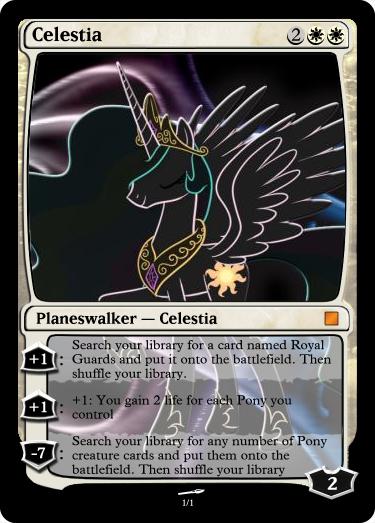 Celestia 2
Planeswalker — Celestia
+1: Search your library for a card named Royal
Guards and put it onto the battlefield. Then
shuffle your library.
+1: +1: You gain 2 life for each Pony you
control
-7: Search your library for any number of Pony
creature cards and put them onto the
battlefield. Then shuffle your library
2
1/1